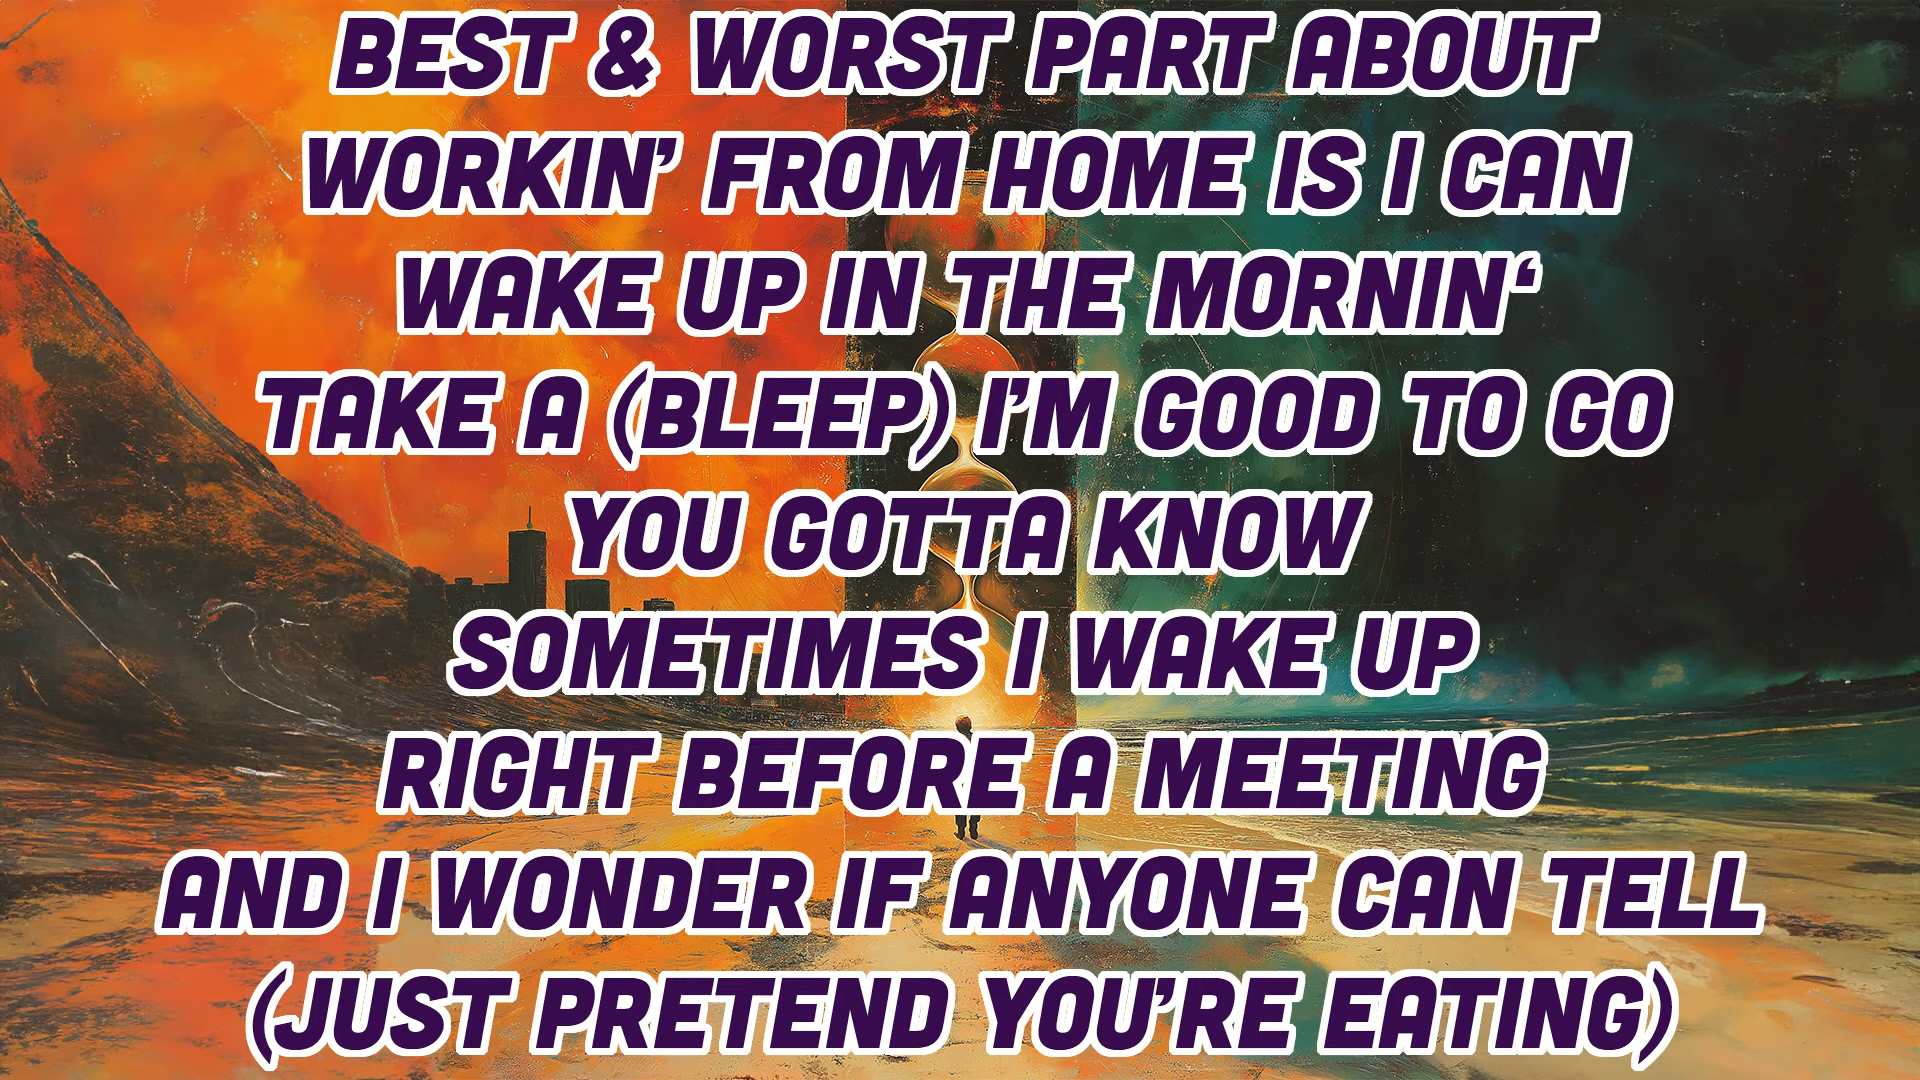 BEST & WORST PART ABOUT
WORKIN’ FROM HOME IS I CAN
WAKE UP IN THE MORNIN‘
TAKE A (BLEEP) I’M GOOD TO GO
YOU GOTTA KNOW
SOMETIMES I WAKE UP
RIGHT BEFORE A MEETING
AND I WONDER IF ANYONE CAN TELL
(JUST PRETEND YOU’RE EATING)